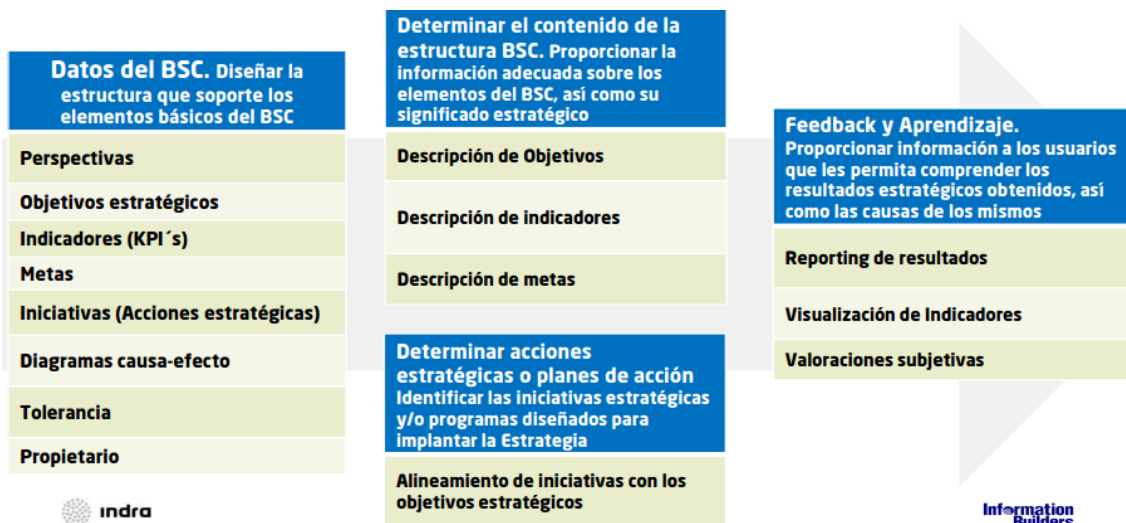 Datos del BSC. Diseñar la
estructura que soporte los
elementos básicos del BSC
Perspectivas
Objetivos estratégicos
Indicadores (KPI´s)
Metas
Iniciativas (Acciones estratégicas)
Diagramas causa-efecto
Tolerancia
Propietario
Determinar el contenido de la
estructura BSC. Proporcionar la
información adecuada sobre los
elementos del BSC, así como su
significado estratégico
Descripción de Objetivos
Descripción de indicadores
Descripción de metas
Determinar acciones
estratégicas o planes de acción
Identificar las iniciativas estratégicas
y/o programas diseñados para
implantar la Estrategia
Alineamiento de iniciativas con los
objetivos estratégicos
Feedback y Aprendizaje.
Proporcionar información a los usuarios
que les permita comprender los
resultados estratégicos obtenidos, así
como las causas de los mismos
Reporting de resultados
Visualización de Indicadores
Valoraciones subjetivas
indra
Information
Builders